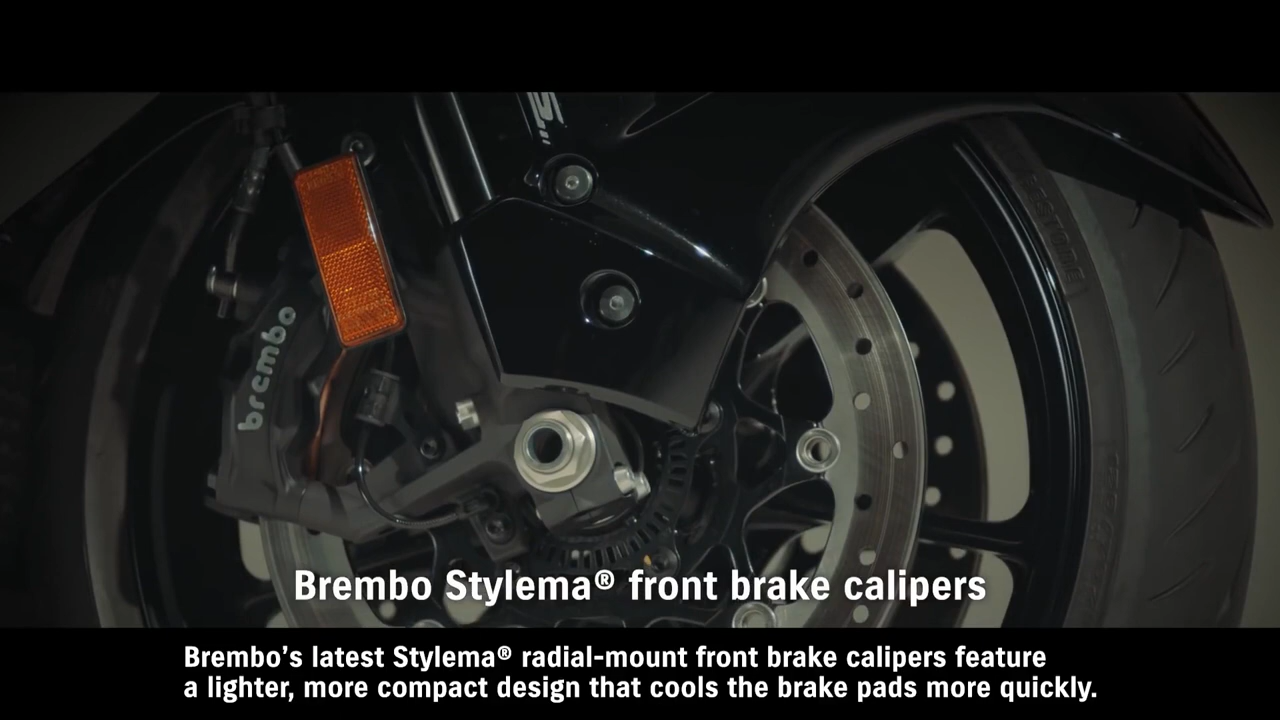 brembo
Brembo Stylema® front brake calipers
Brembo's latest Stylema® radial-mount front brake calipers feature
a lighter, more compact design that cools the brake pads more quickly.